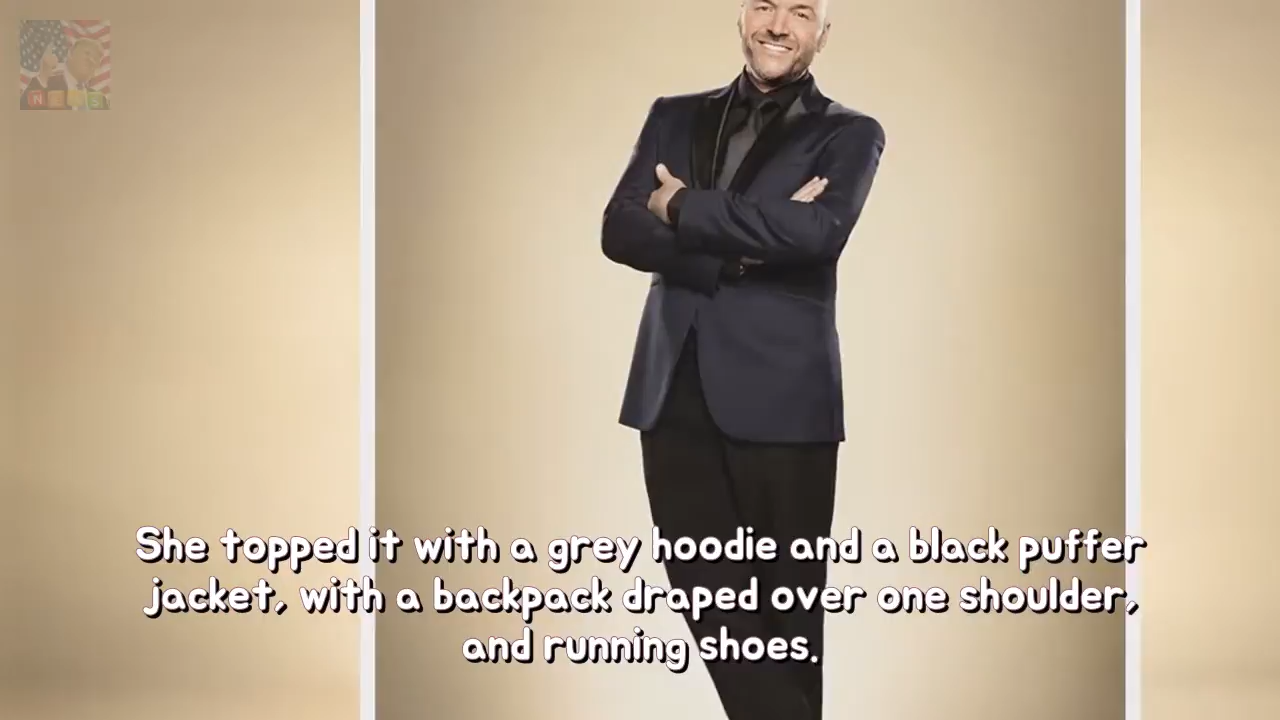 NEWS
She topped it with a grey hoodie and a black puffer
jacket, with a backpack draped over one shoulder,
and running shoes.